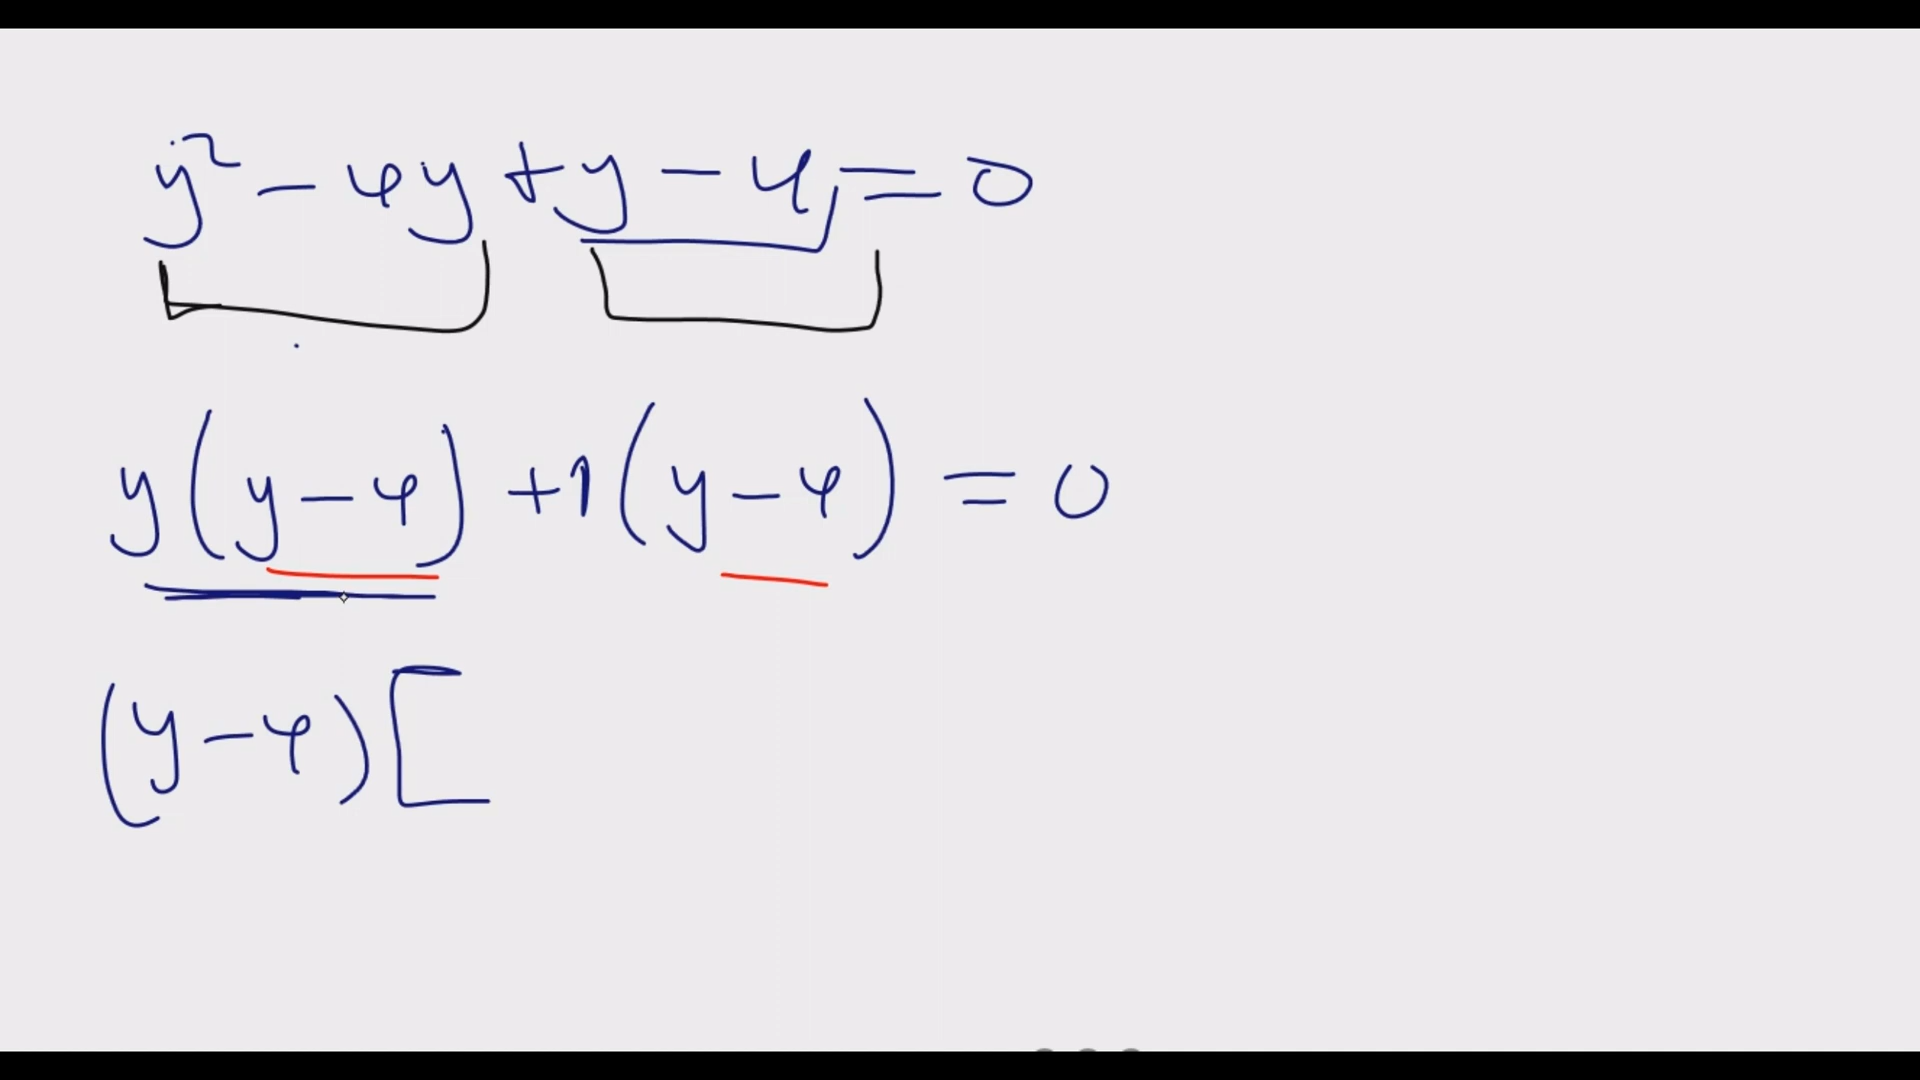 y² - 4y + y - 4 = 0
y(y-4) + 1(y-4) = 0
(y-4)[